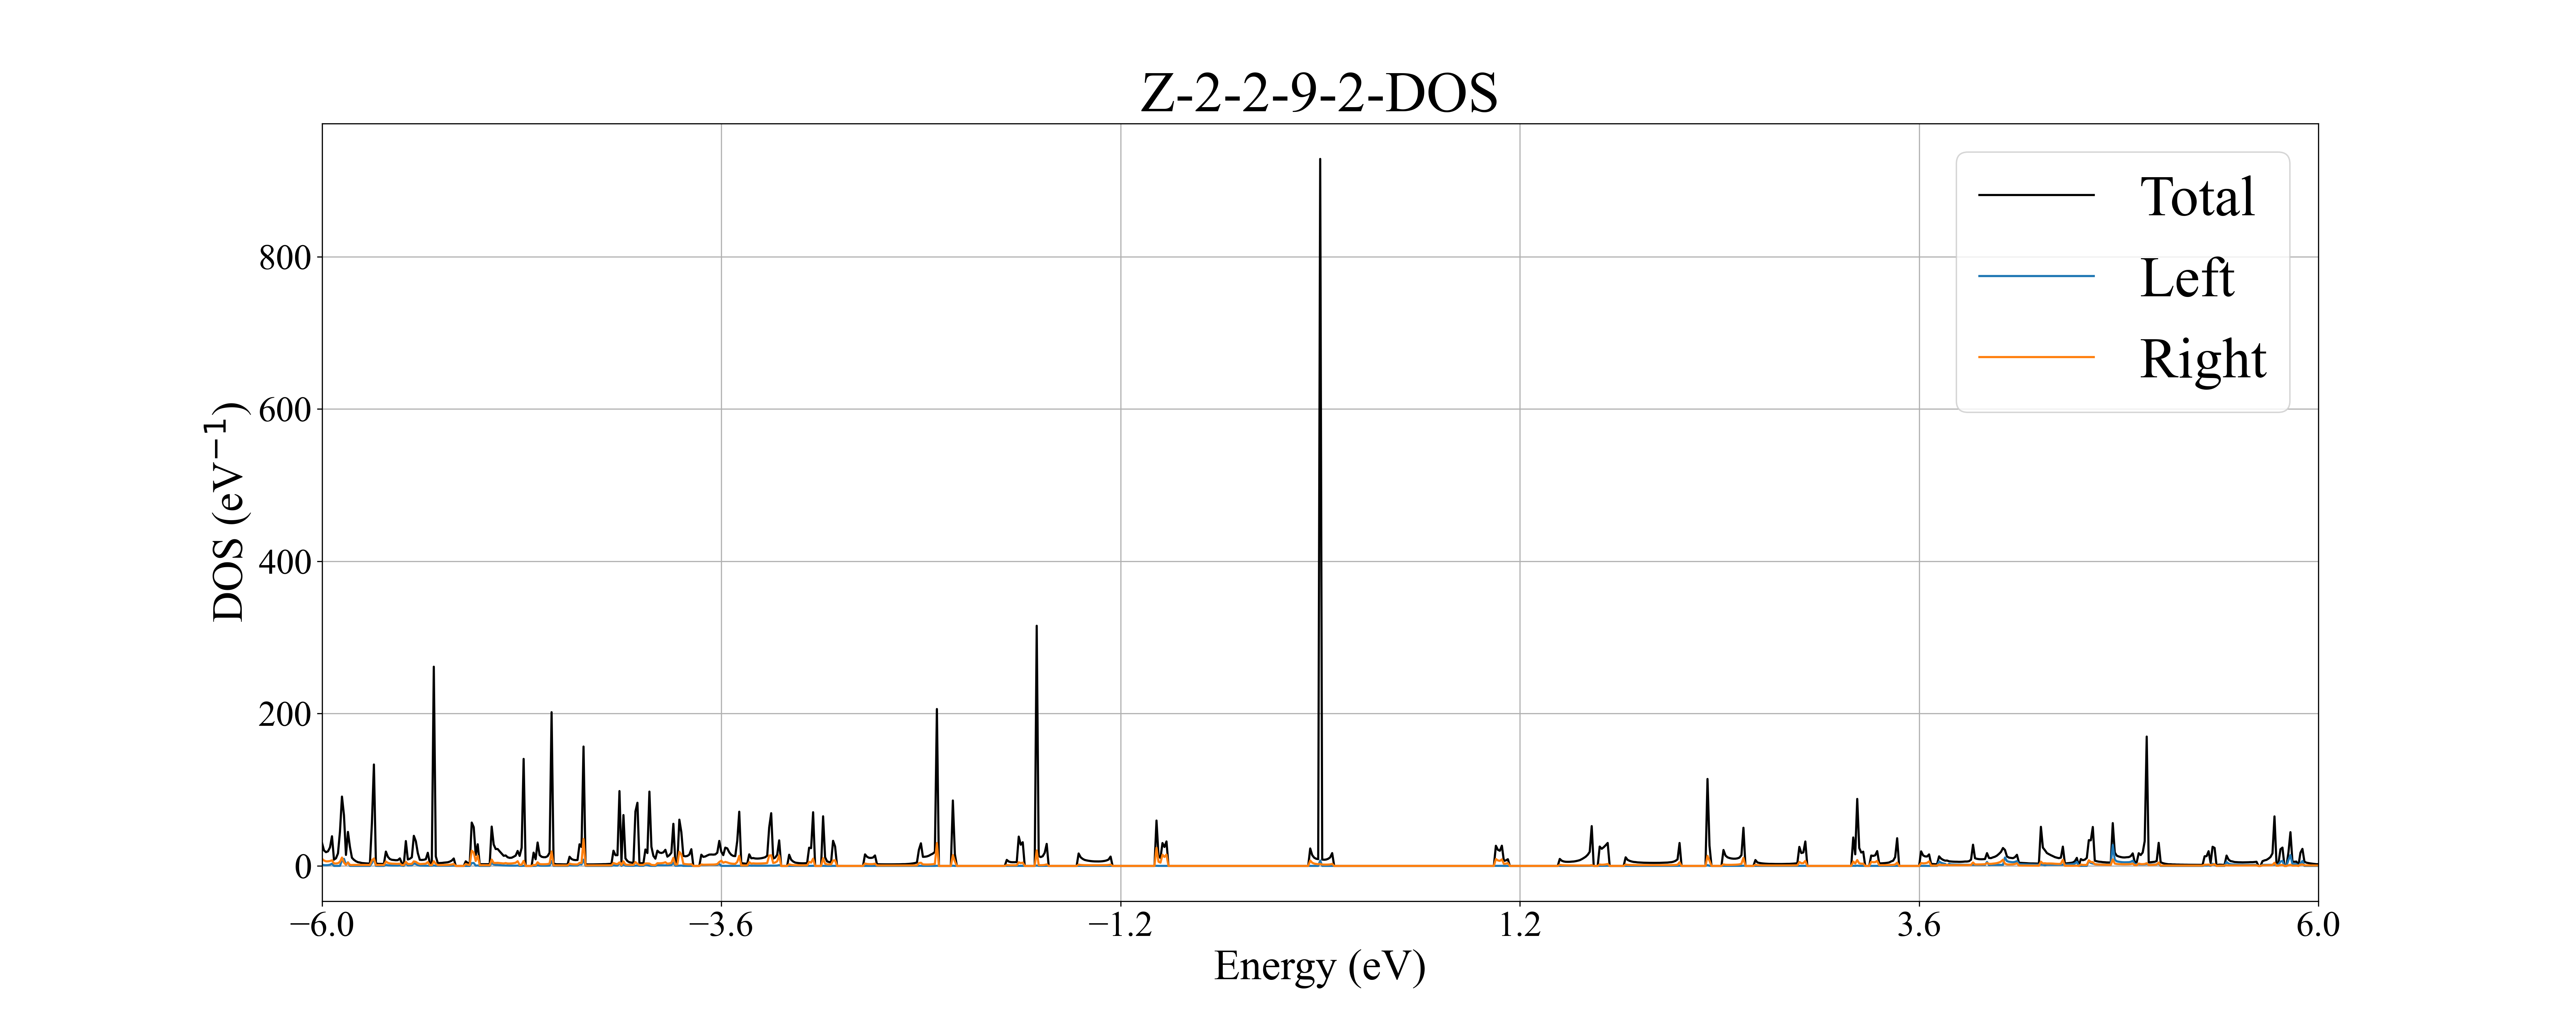 Z-2-2-9-2-DOS
Total
Left
Right
DOS (eV⁻¹)
800
600
400
200
0
−6.0 −3.6 −1.2 1.2 3.6 6.0
Energy (eV)